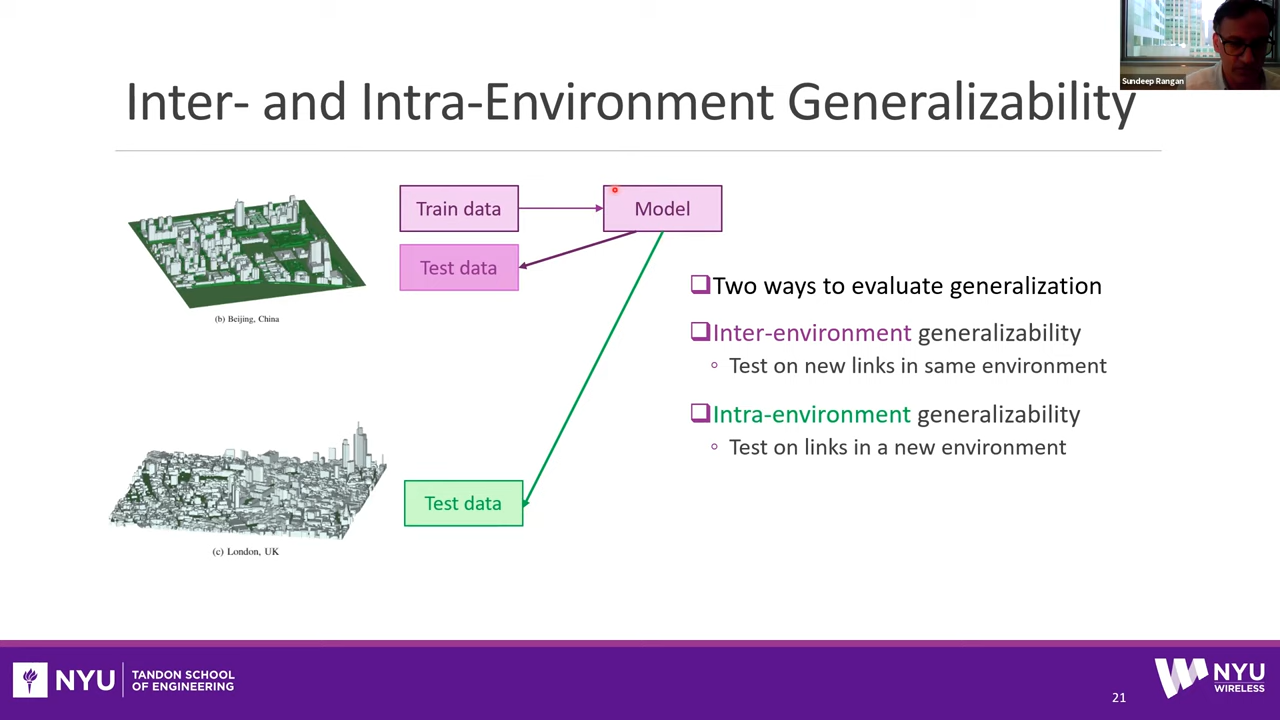 Sundeep Rangan
Inter- and Intra-Environment Generalizability
Train data
Model
Test data
(b) Beijing, China
❑Two ways to evaluate generalization
❑Inter-environment generalizability
◦ Test on new links in same environment
❑Intra-environment generalizability
◦ Test on links in a new environment
Test data
(c) London, UK
NYU
TANDON SCHOOL
OF ENGINEERING
21
NYU
WIRELESS